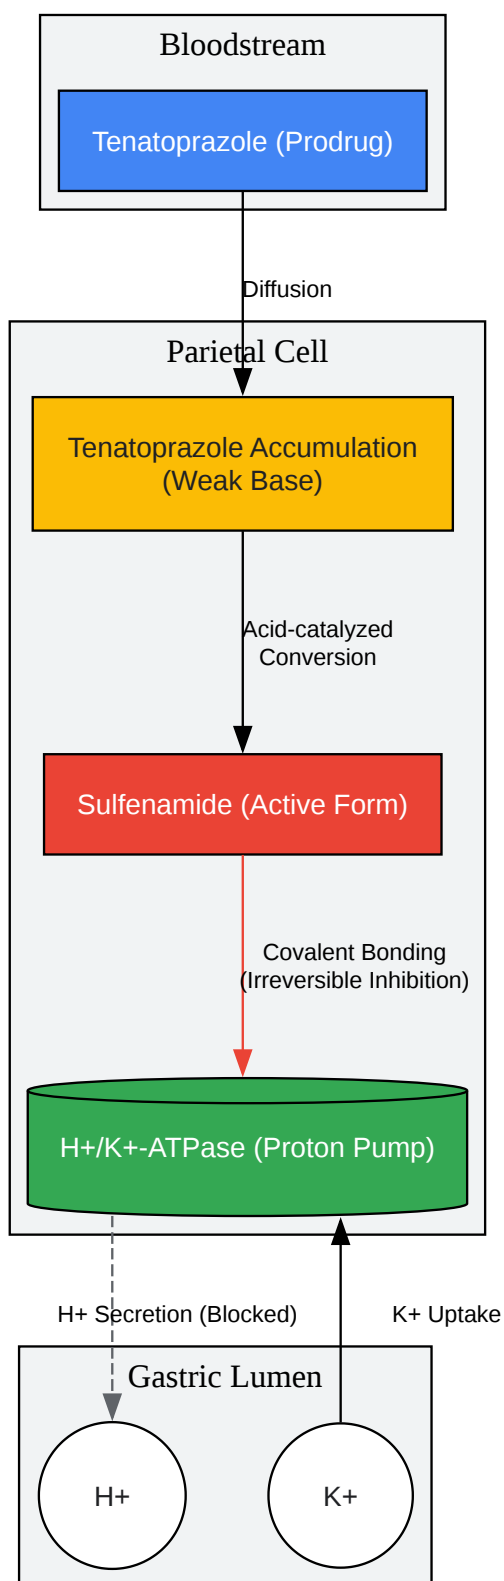 Bloodstream
Tenatoprazole (Prodrug)
Diffusion
Parietal Cell
Tenatoprazole Accumulation
(Weak Base)
Acid-catalyzed
Conversion
Sulfenamide (Active Form)
Covalent Bonding
(Irreversible Inhibition)
H+/K+-ATPase (Proton Pump)
H+ Secretion (Blocked)
K+ Uptake
Gastric Lumen
H+
K+